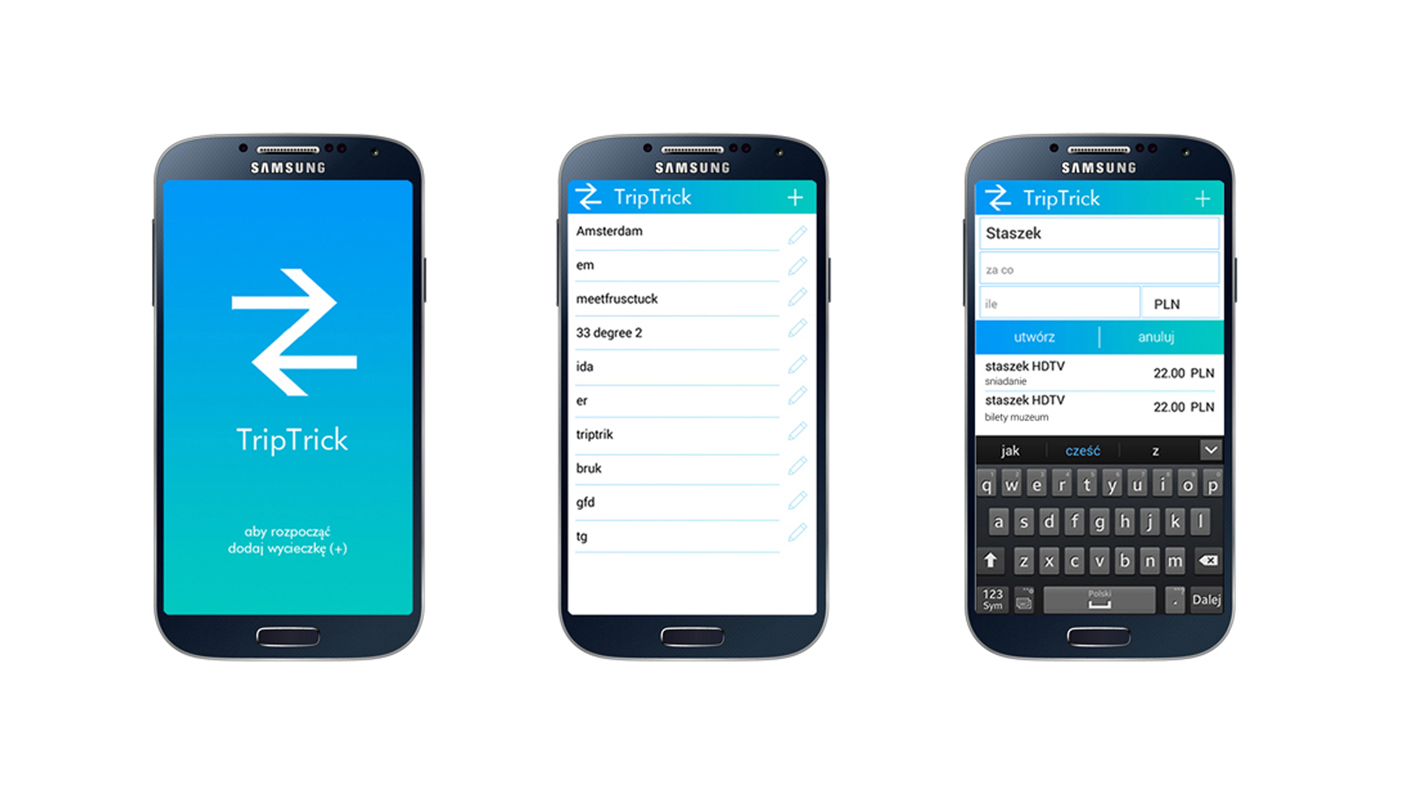 SAMSUNG
TripTrick
aby rozpocząć
dodaj wycieczkę (+)
SAMSUNG
TripTrick +
Amsterdam
em
meetfrusctuck
33 degree 2
ida
er
triptrik
bruk
gfd
tg
SAMSUNG
TripTrick +
Staszek
za co
ile PLN
utwórz anuluj
staszek HDTV 22.00 PLN
sniadanie
staszek HDTV 22.00 PLN
bilety muzeum
jak cześć z
q w e r t y u i o p
a s d f g h j k l
z x c v b n m
123 Sym Polski . Dalej